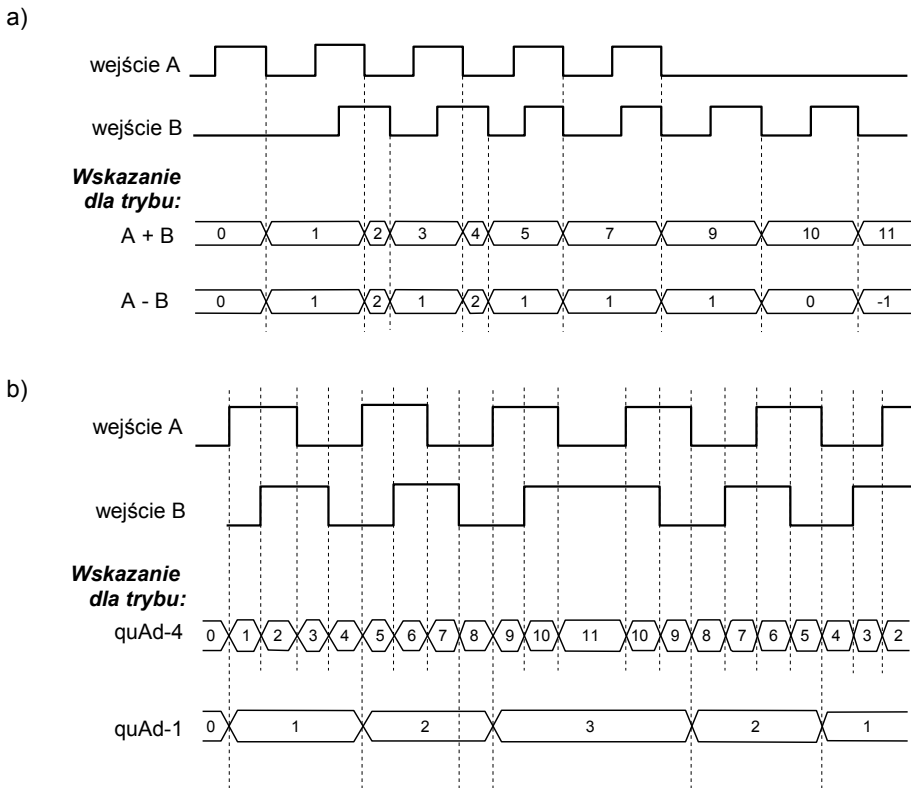 a)
wejście A
wejście B
Wskazanie
dla trybu:
A + B
0 1 2 3 4 5 7 9 10 11
A - B
0 1 2 1 2 1 1 1 0 -1
b)
wejście A
wejście B
Wskazanie
dla trybu:
quAd-4
0 1 2 3 4 5 6 7 8 9 10 11 10 9 8 7 6 5 4 3 2
quAd-1
0 1 2 3 2 1